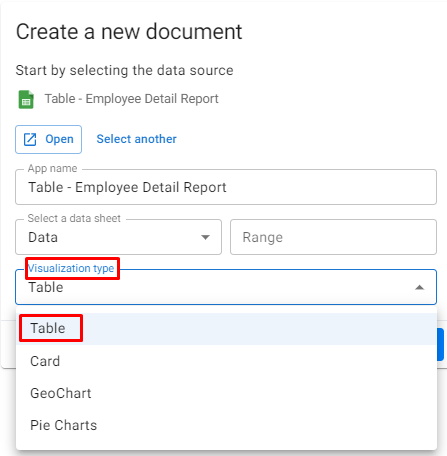 Create a new document
Start by selecting the data source
Table - Employee Detail Report
Open Select another
App name
Table - Employee Detail Report
Select a data sheet
Data Range
Visualization type
Table
Table
Card
GeoChart
Pie Charts